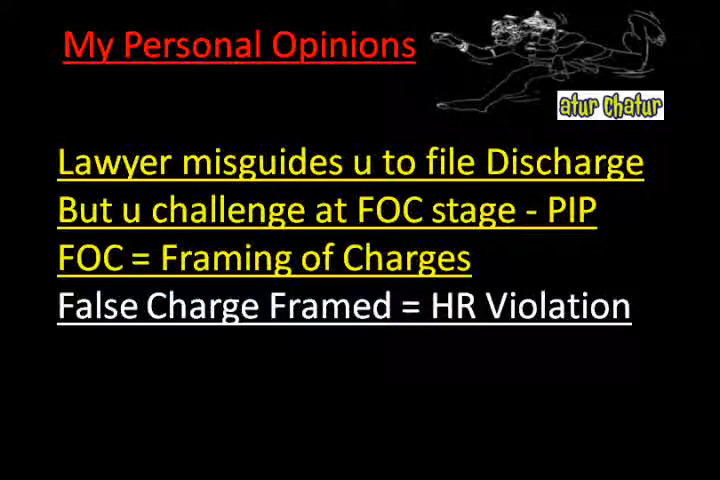 My Personal Opinions
atur chatur
Lawyer misguides u to file Discharge
But u challenge at FOC stage - PIP
FOC = Framing of Charges
False Charge Framed = HR Violation